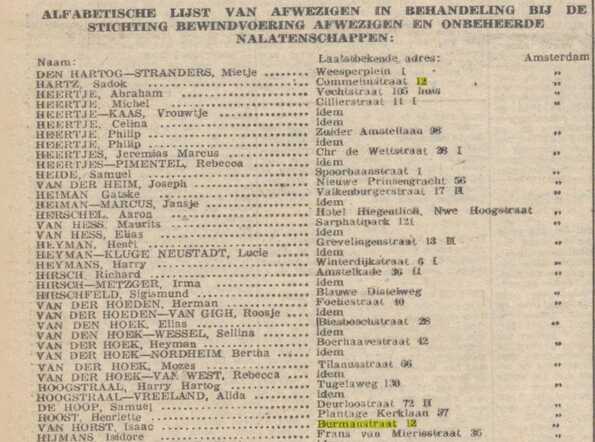 ALFABETISCHE LIJST VAN AFWEZIGEN IN BEHANDELING BIJ DE
STICHTING BEWINDVOERING AFWEZIGEN EN ONBEHEERDE
NALATENSCHAPPEN:
Naam: Laatstbekende adres: Amsterdam
DEN HARTOG—STRANDERS, Mietje ........ Weesperplein 1 „
HARTZ, Sadok ........ Commelinstraat 12 „
HEERTJE, Abraham ........ Vechtstraat 105 huis „
HEERTJE, Michel ........ Cillierstraat 11 I „
HEERTJE—KAAS, Vrouwtje ........ idem „
HEERTJE, Celina ........ idem „
HEERTJE, Philip ........ Zuider Amstellaan 98 „
HEERTJE, Philip ........ idem „
HEERTJES, Jeremias Marcus ........ Chr de Wettstraat 28 I „
HEERTJES—PIMENTEL, Rebecca ........ idem „
HEIDE, Samuel ........ Spoorbaanstraat 1 „
VAN DER HEIM, Joseph ........ Nieuwe Prinsengracht 56 „
HEIMAN Gatske ........ Valkenburgerstraat 17 II „
HEIMAN—MARCUS, Jansje ........ Idem „
HERSCHEL, Aaron ........ Hotel Hiegentlich, Nwe Hoogstraat „
VAN HESS, Maurits ........ Sarphatipark 121 „
VAN HESS, Elias ........ Idem „
HEYMAN, Henri ........ Grevelingenstraat 13 II „
HEYMAN—KLUGE NEUSTADT, Lucie ........ idem „
HEYMANS, Harry ........ Winterdijkstraat 6 I „
HIRSCH, Richard ........ Amstelkade 36 II „
HIRSCH—METZGER, Irma ........ idem „
HIRSCHFELD, Sigismund ........ Blauwe Distelweg „
VAN DER HOEDEN, Herman ........ Fochestraat 40 „
VAN DER HOEDEN—VAN GIGH, Roosje ........ idem „
VAN DEN HOEK, Elias ........ Biesboschstraat 28 „
VAN DEN HOEK—WESSEL, Sellina ........ idem „
VAN DER HOEK, Heyman ........ Boerhaavestraat 42 „
VAN DER HOEK—NORDHEIM, Bertha ........ idem „
VAN DER HOEK, Mozes ........ Tilanusstraat 66 „
VAN DER HOEK—VAN WEST, Rebecca ........ idem „
HOOGSTRAAL, Harry Hartog ........ Tugelaweg 130 „
HOOGSTRAAL—VREELAND, Alida ........ idem „
DE HOOP, Samuel ........ Deurloostraat 72 II „
HOOST, Henriette ........ Plantage Kerklaan 37 „
VAN HORST, Isaac ........ Burmanstraat 12 „
HIJMANS Isidore ........ Frans van Mierisstraat 35 „